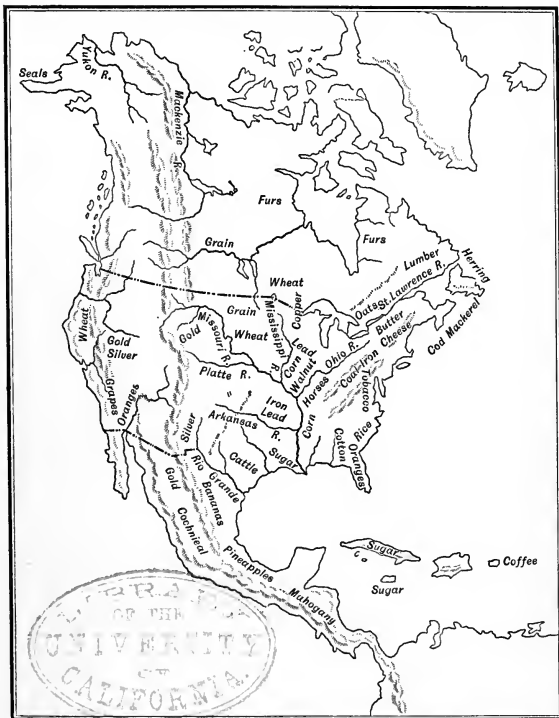 Seals
Yukon R.
Mackenzie R.
Furs
Furs
Grain
Lumber
Herring
Wheat
Copper
Oats
St. Lawrence R.
Grain
Mississippi R.
Wheat
Gold
Missouri R.
Wheat
Butter
Cheese
Cod Mackerel
Gold
Silver
Lead
Corn
Walnut
Ohio R.
Coal-Iron
Horses
Platte R.
Tobacco
Grapes
Oranges
Iron
Lead
Arkansas R.
Corn
Silver
Sugar
Cotton
Rice
Oranges
Cattle
Rio Grande
Gold
Bananas
Cochnieal
Pineapples
Mahogany
Sugar
Sugar
Coffee
LIBRARY
OF THE
UNIVERSITY
OF
CALIFORNIA.